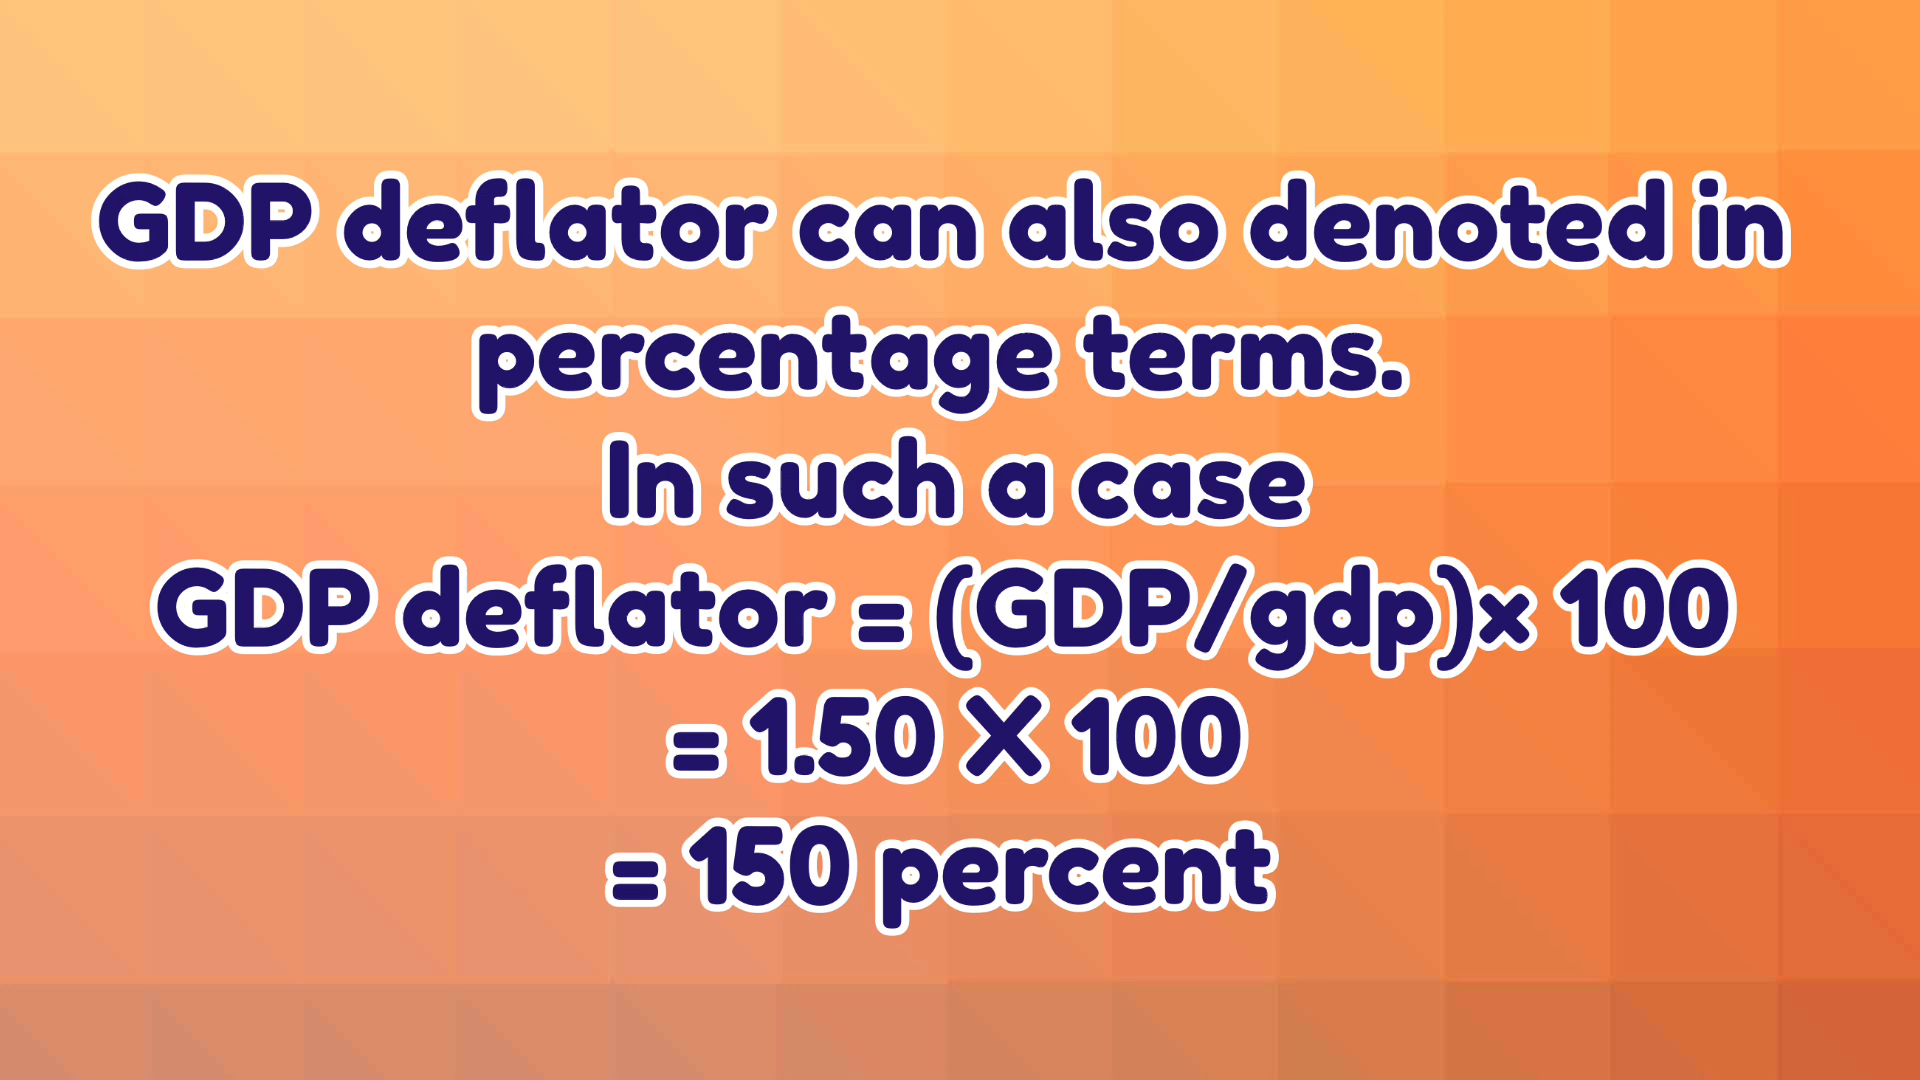 GDP deflator can also denoted in
percentage terms.
In such a case
GDP deflator = (GDP/gdp)× 100
= 1.50 X 100
= 150 percent